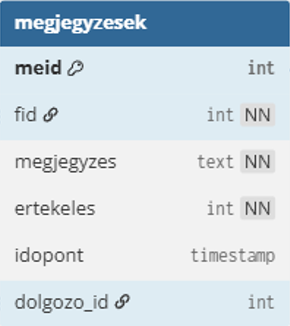 megjegyzesek
meid int
fid int NN
megjegyzes text NN
ertekeles int NN
idopont timestamp
dolgozo_id int